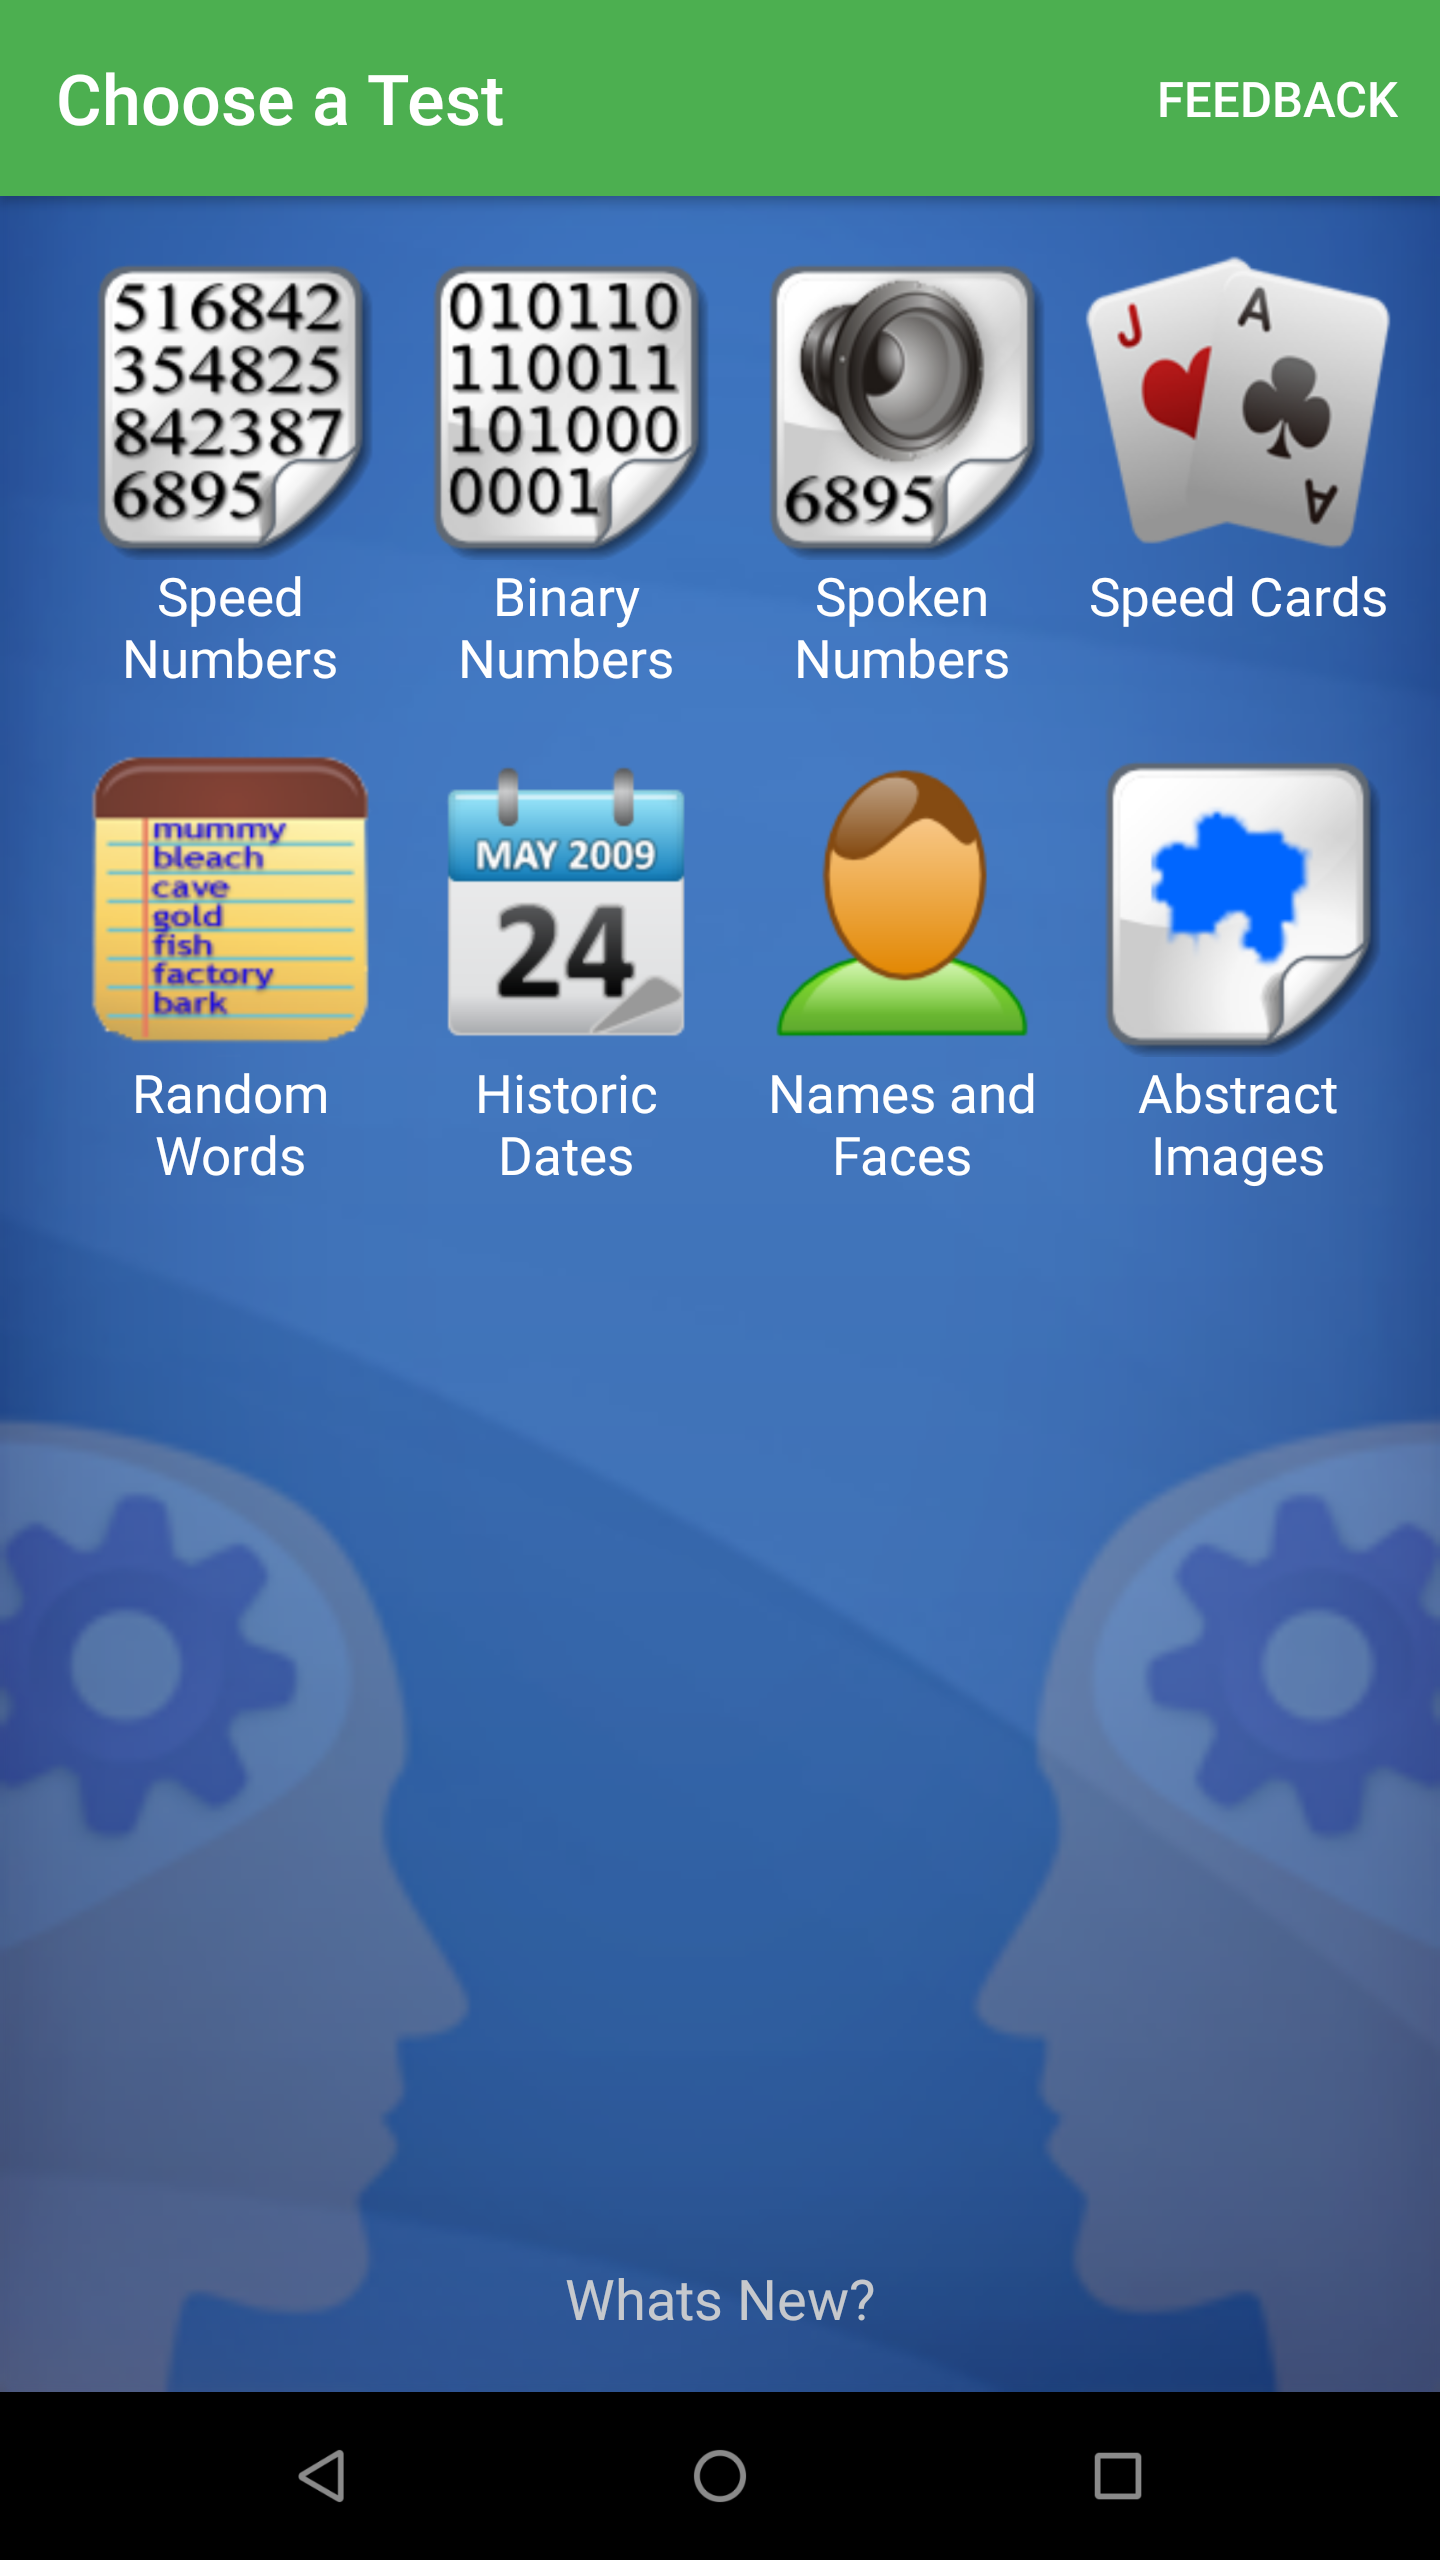 Choose a Test
FEEDBACK
516842
354825
842387
6895
010110
110011
101000
0001
6895
J
A
A
Speed
Numbers
Binary
Numbers
Spoken
Numbers
Speed Cards
mummy
bleach
cave
gold
fish
factory
bark
MAY 2009
24
Random
Words
Historic
Dates
Names and
Faces
Abstract
Images
Whats New?